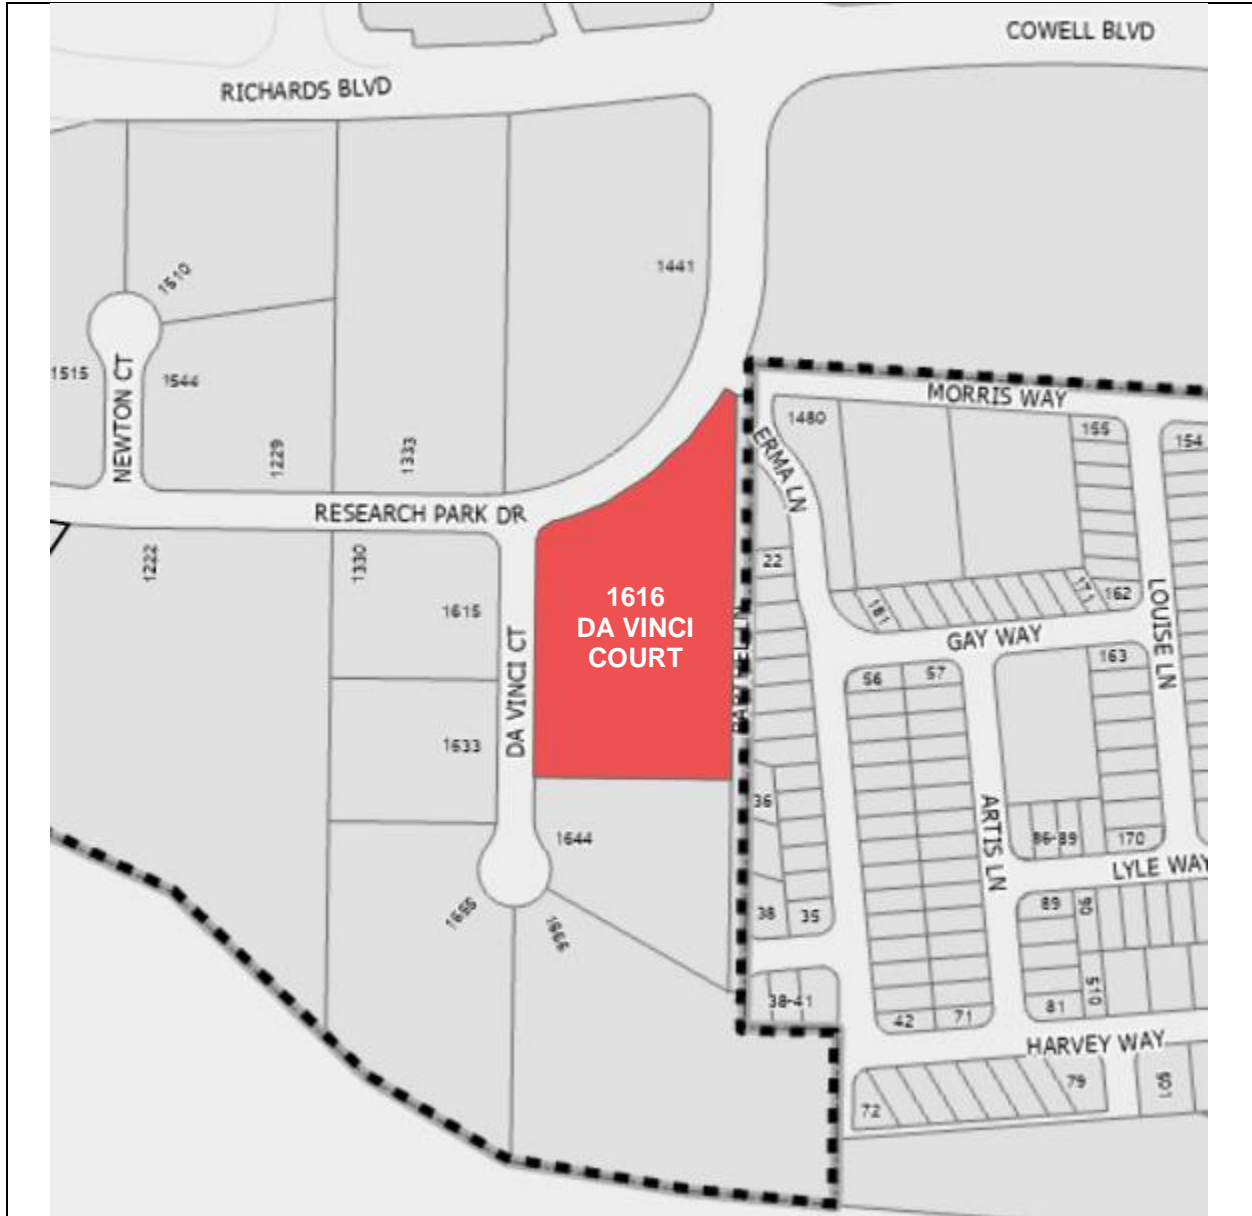 COWELL BLVD
RICHARDS BLVD
1441
1510
1515
NEWTON CT
1544
1229
1333
MORRIS WAY
1480
155
154
ERMA LN
RESEARCH PARK DR
1222
1330
22
171
162
181
1615
1616
DA VINCI
COURT
GAY WAY
LOUISE LN
163
56
57
DA VINCI CT
1633
36
ARTIS LN
86-89
170
1644
LYLE WAY
1655
1666
38
35
89
90
510
38-41
81
42
71
HARVEY WAY
72
79